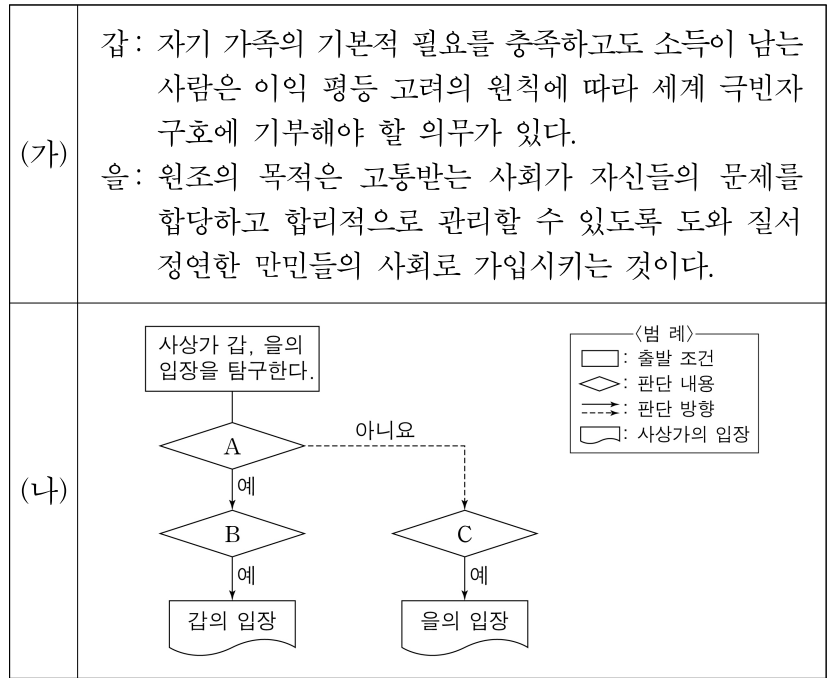 (가)
갑: 자기 가족의 기본적 필요를 충족하고도 소득이 남는
사람은 이익 평등 고려의 원칙에 따라 세계 극빈자
구호에 기부해야 할 의무가 있다.
을: 원조의 목적은 고통받는 사회가 자신들의 문제를
합당하고 합리적으로 관리할 수 있도록 도와 질서
정연한 만민들의 사회로 가입시키는 것이다.
(나)
사상가 갑, 을의
입장을 탐구한다.
〈범 례〉
: 출발 조건
: 판단 내용
: 판단 방향
: 사상가의 입장
A
아니요
예
B
C
예
예
갑의 입장
을의 입장